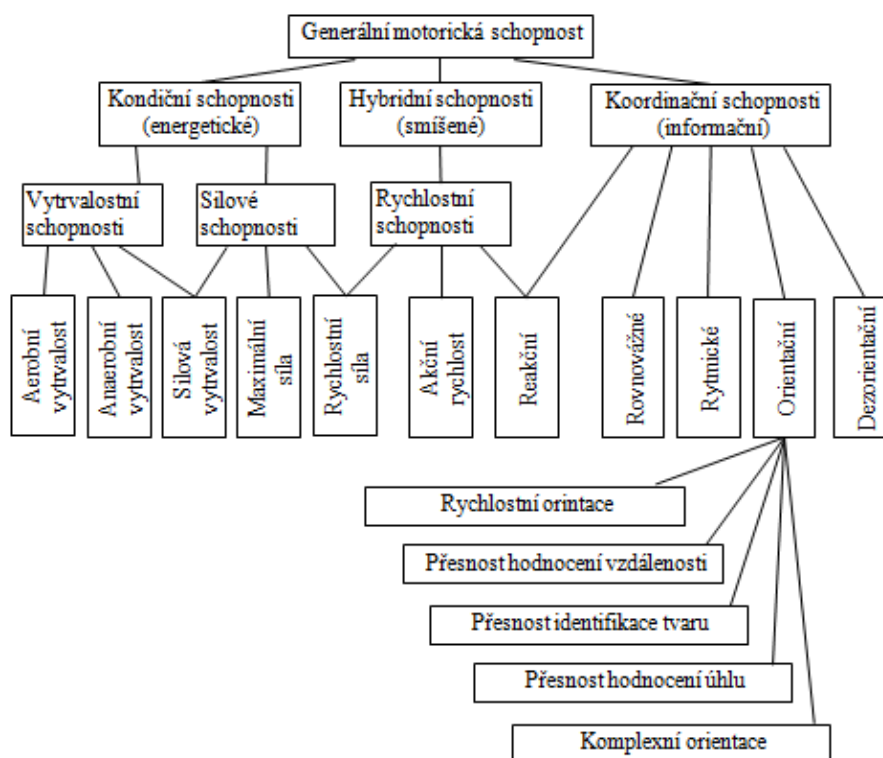 Generální motorická schopnost
Kondiční schopnosti
(energetické)
Hybridní schopnosti
(smíšené)
Koordinační schopnosti
(informační)
Vytrvalostní
schopnosti
Silové
schopnosti
Rychlostní
schopnosti
Aerobní
vytrvalost
Anaerobní
vytrvalost
Silová
vytrvalost
Maximální
síla
Rychlostní
síla
Akční
rychlost
Reakční
Rovnovážné
Rytmické
Orientační
Dezorientační
Rychlostní orintace
Přesnost hodnocení vzdálenosti
Přesnost identifikace tvaru
Přesnost hodnocení úhlu
Komplexní orientace